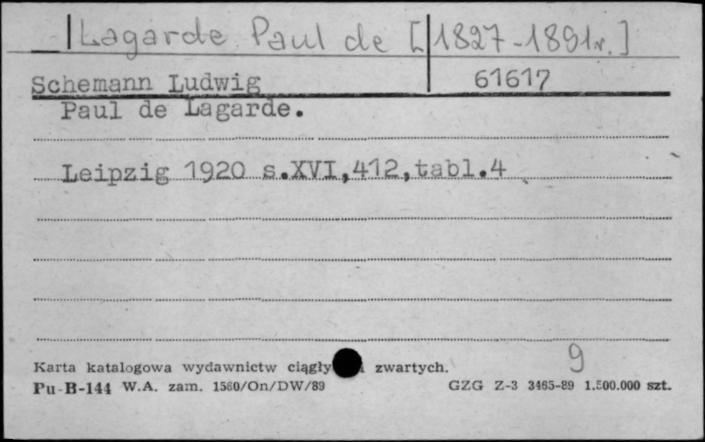 Lagarde Paul de [1827-1891r.]
Schemann Ludwig 61617
Paul de Lagarde.
Leipzig 1920 s.XVI,412,tabl.4
9
Karta katalogowa wydawnictw zwartych.
Pu-B-144 W.A. zam. 1560/On/DW/89 GZG Z-3 3465-89 1.500.000 szt.